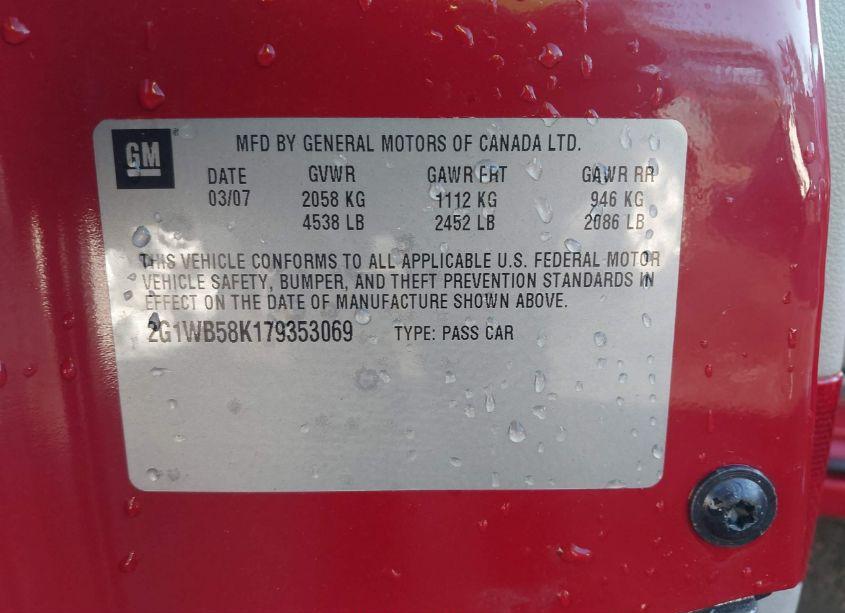 GM
MFD BY GENERAL MOTORS OF CANADA LTD.
DATE GVWR GAWR FRT GAWR RR
03/07 2058 KG 1112 KG 946 KG
4538 LB 2452 LB 2086 LB
THIS VEHICLE CONFORMS TO ALL APPLICABLE U.S. FEDERAL MOTOR
VEHICLE SAFETY, BUMPER, AND THEFT PREVENTION STANDARDS IN
EFFECT ON THE DATE OF MANUFACTURE SHOWN ABOVE.
2G1WB58K179353069 TYPE: PASS CAR